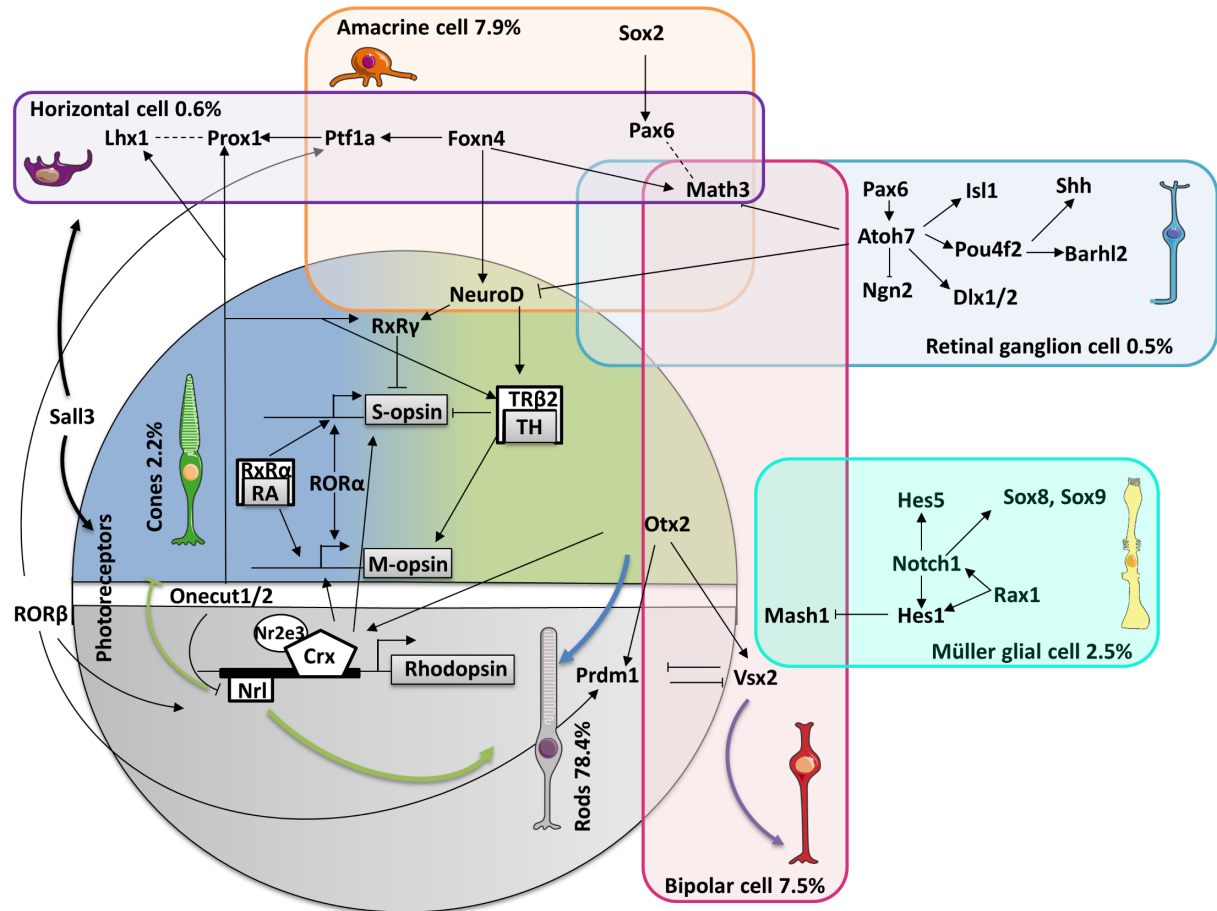 Amacrine cell 7.9%
Sox2
Horizontal cell 0.6%
Lhx1
Prox1
Ptf1a
Foxn4
Pax6
Math3
Pax6
Isl1
Shh
Atoh7
Pou4f2
Barhl2
Ngn2
Dlx1/2
Retinal ganglion cell 0.5%
NeuroD
RxRγ
S-opsin
TRβ2
TH
Sall3
Cones 2.2%
RxRα
RA
RORα
M-opsin
Otx2
Photoreceptors
RORβ
Onecut1/2
Nr2e3
Crx
Nrl
Rhodopsin
Rods 78.4%
Prdm1
Vsx2
Hes5
Sox8, Sox9
Notch1
Rax1
Mash1
Hes1
Müller glial cell 2.5%
Bipolar cell 7.5%